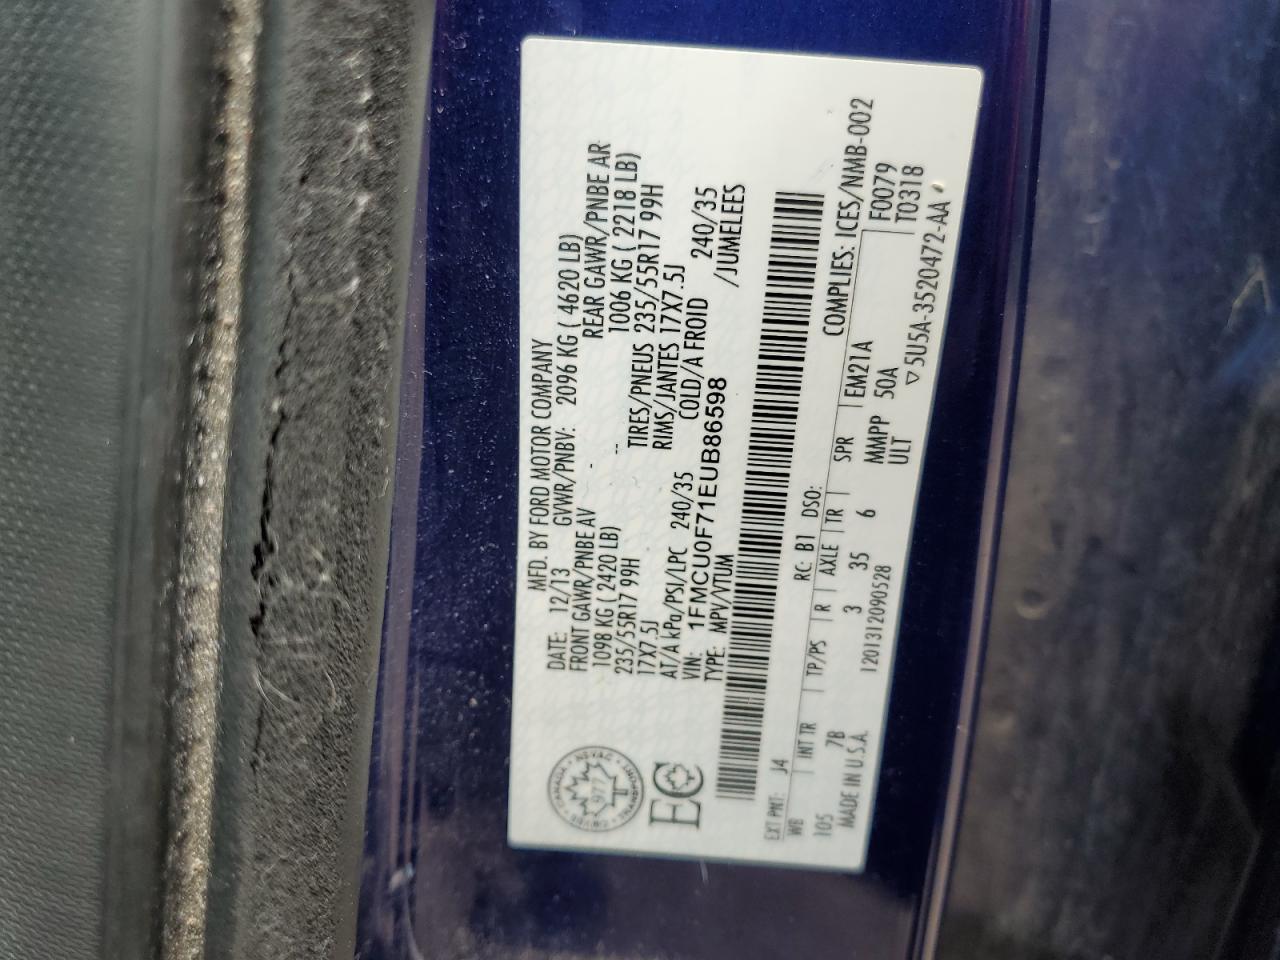 MFD. BY FORD MOTOR COMPANY
DATE: 12/13 GVWR/PNBV: 2096 KG ( 4620 LB)
FRONT GAWR/PNBE AV - REAR GAWR/PNBE AR
1098 KG ( 2420 LB) -- 1006 KG ( 2218 LB)
235/55R17 99H TIRES/PNEUS 235/55R17 99H
17X7.5J RIMS/JANTES 17X7.5J
AT/A kPa/PSI/LPC 240/35 COLD/A FROID 240/35
VIN: 1FMCU0F71EUB86598 /JUMELEES
TYPE: MPV/VTUM
CANADA
977
TRANSPORT
EC
EXT PNT: J4 RC: B1 DSO: COMPLIES: ICES/NMB-002
WB INT TR TP/PS R AXLE TR SPR EM21A F0079
105 7B 3 35 6 MMPP 50A T0318
ULT
MADE IN U.S.A. 1201312090528 ▽5U5A-3520472-AA